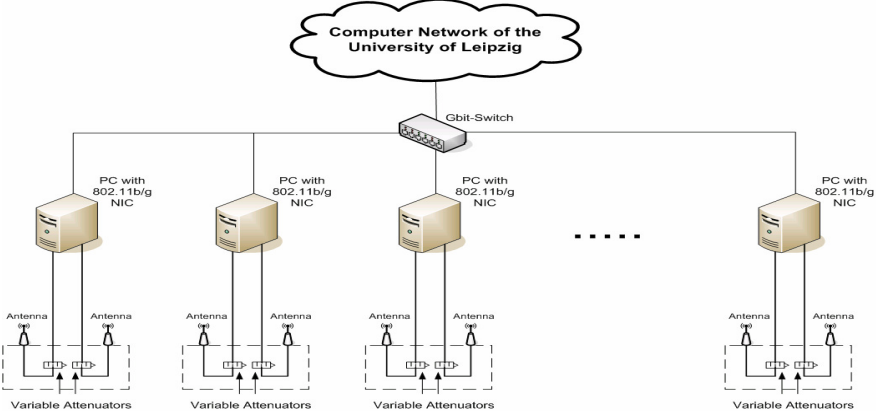 Computer Network of the
University of Leipzig
Gbit-Switch
PC with
802.11b/g
NIC
PC with
802.11b/g
NIC
PC with
802.11b/g
NIC
PC with
802.11b/g
NIC
Antenna
Antenna
Antenna
Antenna
Antenna
Antenna
Antenna
Antenna
Variable Attenuators
Variable Attenuators
Variable Attenuators
Variable Attenuators